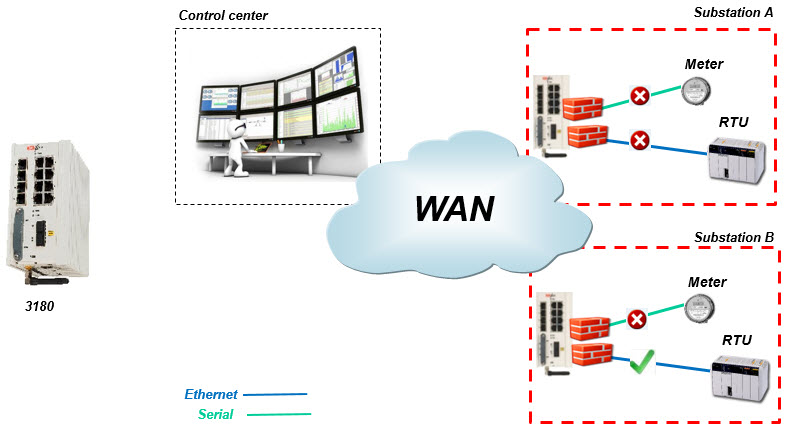 Control center
Substation A
Meter
RTU
WAN
3180
Substation B
Meter
RTU
Ethernet
Serial